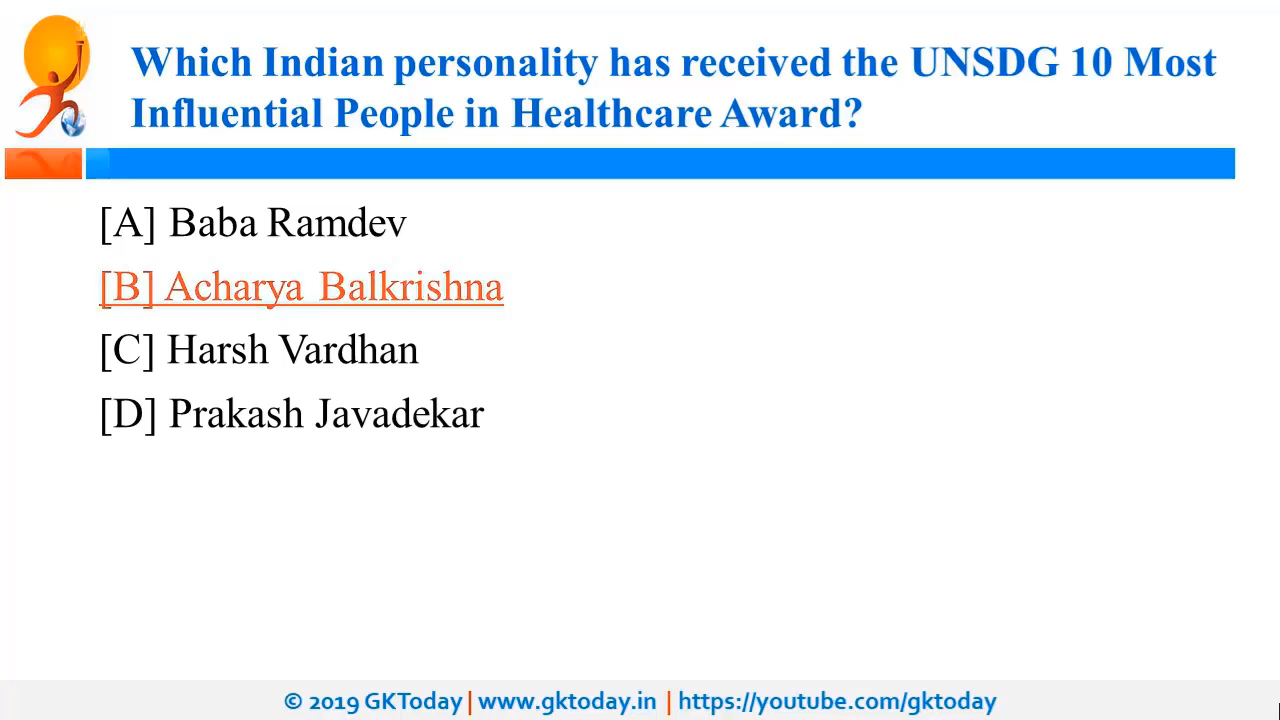 Which Indian personality has received the UNSDG 10 Most
Influential People in Healthcare Award?
[A] Baba Ramdev
[B] Acharya Balkrishna
[C] Harsh Vardhan
[D] Prakash Javadekar
© 2019 GKToday | www.gktoday.in | https://youtube.com/gktoday